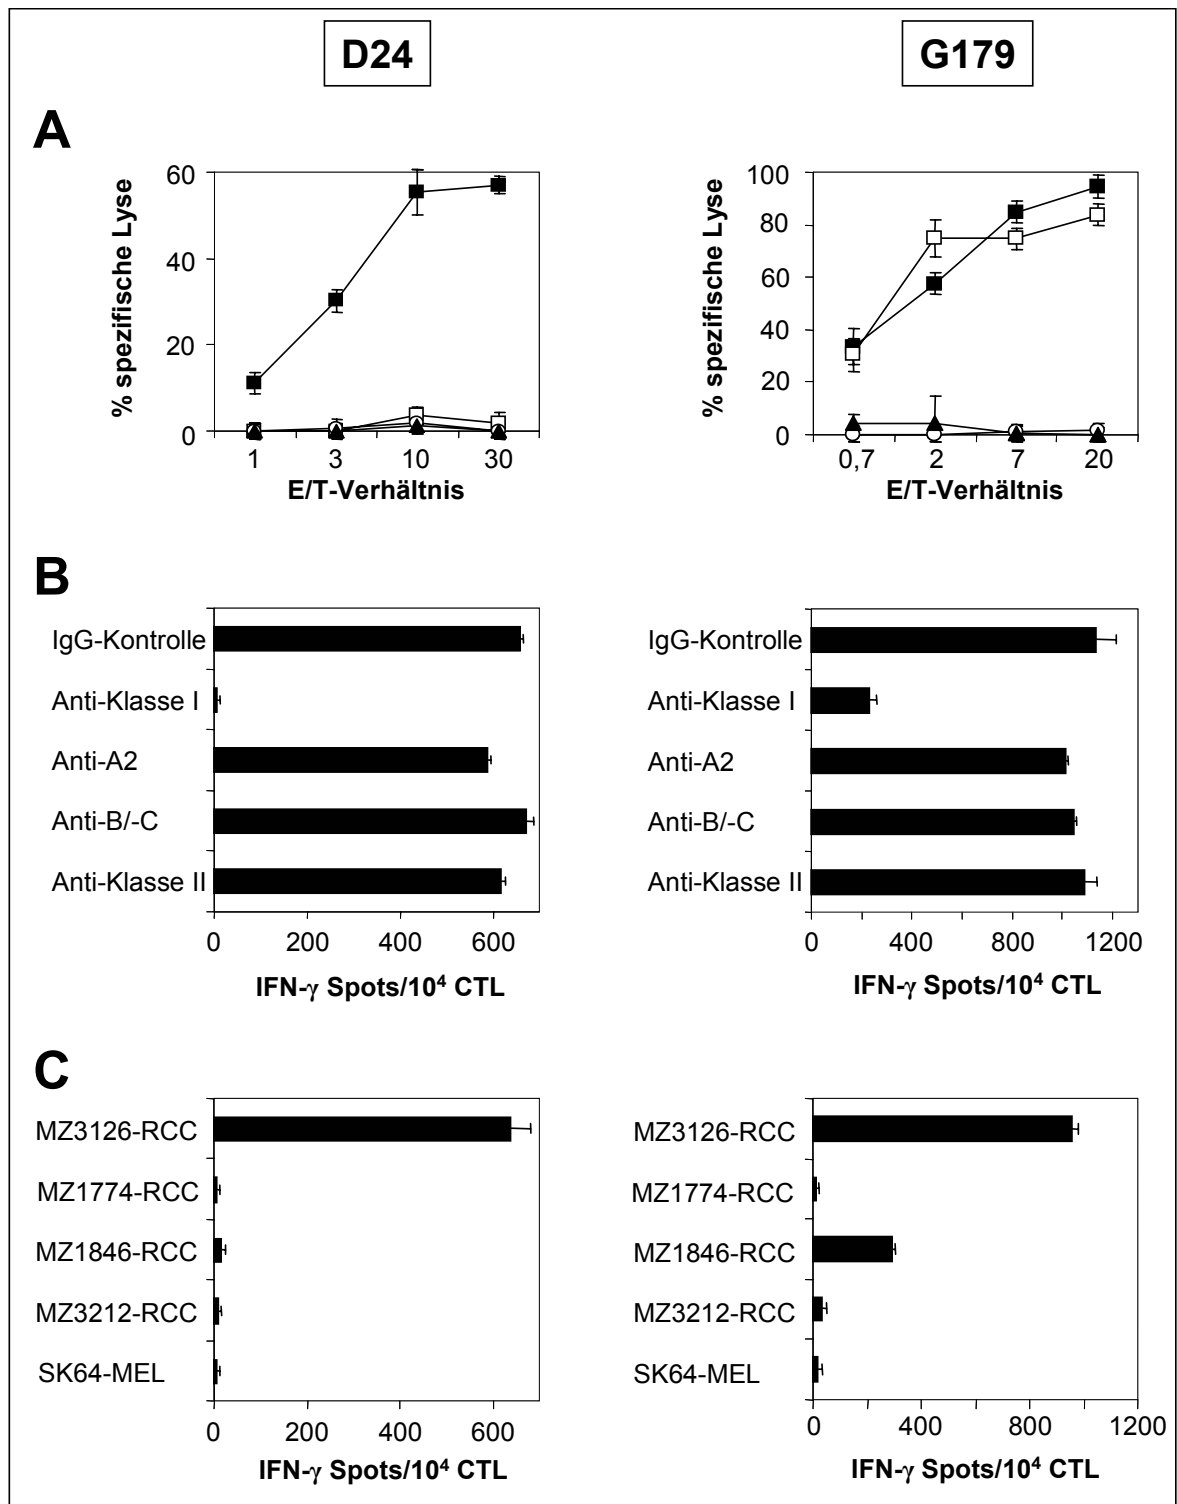 D24
G179
A
% spezifische Lyse
60
40
20
0
1 3 10 30
E/T-Verhältnis
% spezifische Lyse
100
80
60
40
20
0
0,7 2 7 20
E/T-Verhältnis
B
IgG-Kontrolle
Anti-Klasse I
Anti-A2
Anti-B/-C
Anti-Klasse II
0 200 400 600
IFN-γ Spots/10⁴ CTL
IgG-Kontrolle
Anti-Klasse I
Anti-A2
Anti-B/-C
Anti-Klasse II
0 400 800 1200
IFN-γ Spots/10⁴ CTL
C
MZ3126-RCC
MZ1774-RCC
MZ1846-RCC
MZ3212-RCC
SK64-MEL
0 200 400 600
IFN-γ Spots/10⁴ CTL
MZ3126-RCC
MZ1774-RCC
MZ1846-RCC
MZ3212-RCC
SK64-MEL
0 400 800 1200
IFN-γ Spots/10⁴ CTL